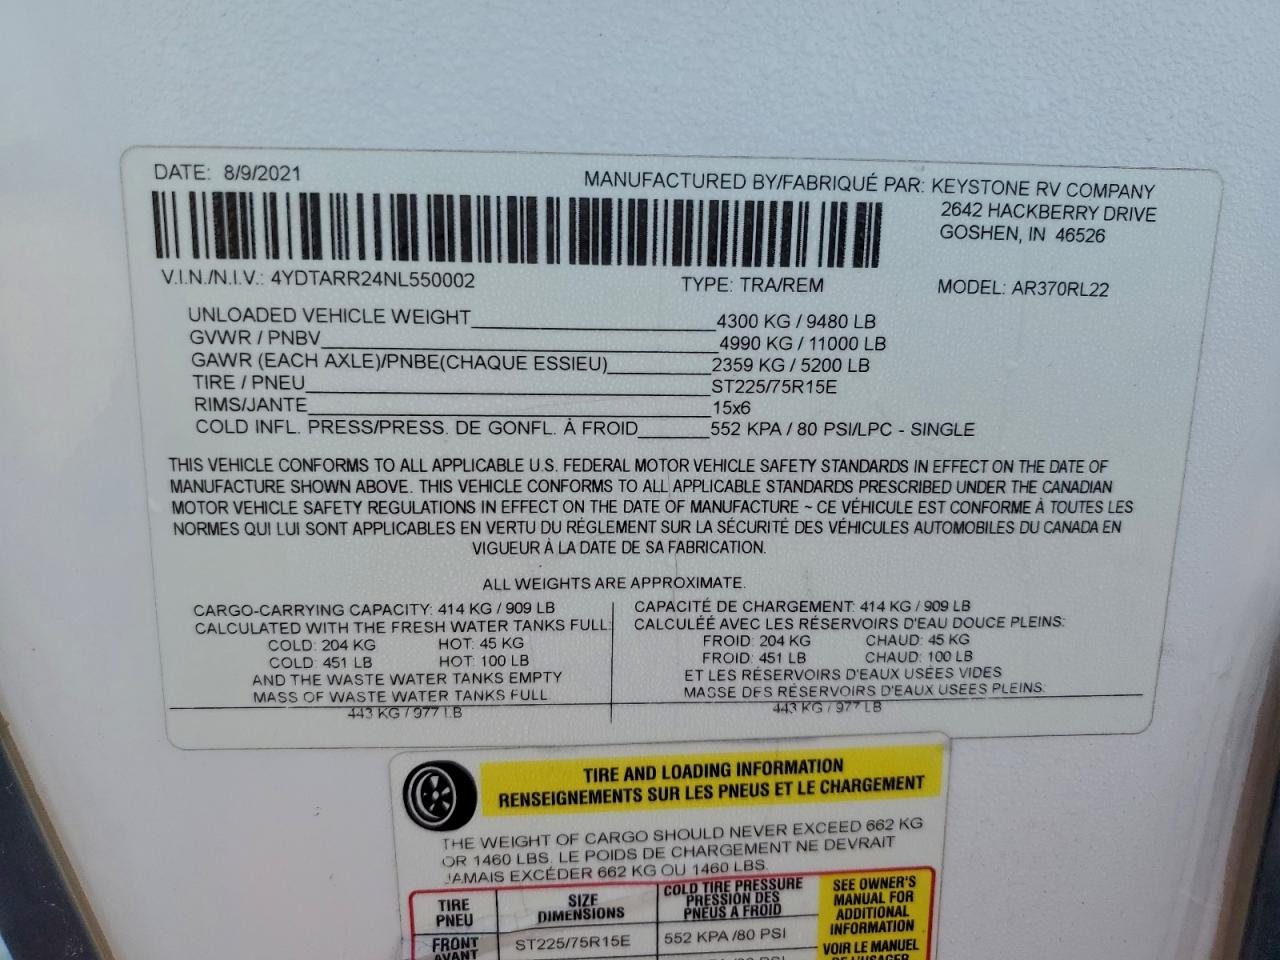 DATE: 8/9/2021
MANUFACTURED BY/FABRIQUÉ PAR: KEYSTONE RV COMPANY
2642 HACKBERRY DRIVE
GOSHEN, IN 46526
V.I.N./N.I.V.: 4YDTARR24NL550002 TYPE: TRA/REM MODEL: AR370RL22
UNLOADED VEHICLE WEIGHT 4300 KG / 9480 LB
GVWR / PNBV 4990 KG / 11000 LB
GAWR (EACH AXLE)/PNBE(CHAQUE ESSIEU) 2359 KG / 5200 LB
TIRE / PNEU ST225/75R15E
RIMS/JANTE 15x6
COLD INFL. PRESS/PRESS. DE GONFL. À FROID 552 KPA / 80 PSI/LPC - SINGLE
THIS VEHICLE CONFORMS TO ALL APPLICABLE U.S. FEDERAL MOTOR VEHICLE SAFETY STANDARDS IN EFFECT ON THE DATE OF
MANUFACTURE SHOWN ABOVE. THIS VEHICLE CONFORMS TO ALL APPLICABLE STANDARDS PRESCRIBED UNDER THE CANADIAN
MOTOR VEHICLE SAFETY REGULATIONS IN EFFECT ON THE DATE OF MANUFACTURE ~ CE VÉHICULE EST CONFORME À TOUTES LES
NORMES QUI LUI SONT APPLICABLES EN VERTU DU RÉGLEMENT SUR LA SÉCURITÉ DES VÉHICULES AUTOMOBILES DU CANADA EN
VIGUEUR À LA DATE DE SA FABRICATION.
ALL WEIGHTS ARE APPROXIMATE.
CARGO-CARRYING CAPACITY: 414 KG / 909 LB
CALCULATED WITH THE FRESH WATER TANKS FULL:
COLD: 204 KG HOT: 45 KG
COLD: 451 LB HOT: 100 LB
AND THE WASTE WATER TANKS EMPTY
MASS OF WASTE WATER TANKS FULL
443 KG / 977 LB
CAPACITÉ DE CHARGEMENT: 414 KG / 909 LB
CALCULÉE AVEC LES RÉSERVOIRS D'EAU DOUCE PLEINS:
FROID: 204 KG CHAUD: 45 KG
FROID: 451 LB CHAUD: 100 LB
ET LES RÉSERVOIRS D'EAUX USÉES VIDES
MASSE DES RÉSERVOIRS D'EAUX USÉES PLEINS:
443 KG / 977 LB
TIRE AND LOADING INFORMATION
RENSEIGNEMENTS SUR LES PNEUS ET LE CHARGEMENT
THE WEIGHT OF CARGO SHOULD NEVER EXCEED 662 KG
OR 1460 LBS. LE POIDS DE CHARGEMENT NE DEVRAIT
JAMAIS EXCÉDER 662 KG OU 1460 LBS.
TIRE
PNEU
SIZE
DIMENSIONS
COLD TIRE PRESSURE
PRESSION DES
PNEUS A FROID
SEE OWNER'S
MANUAL FOR
ADDITIONAL
INFORMATION
VOIR LE MANUEL
FRONT
AVANT
ST225/75R15E
552 KPA /80 PSI